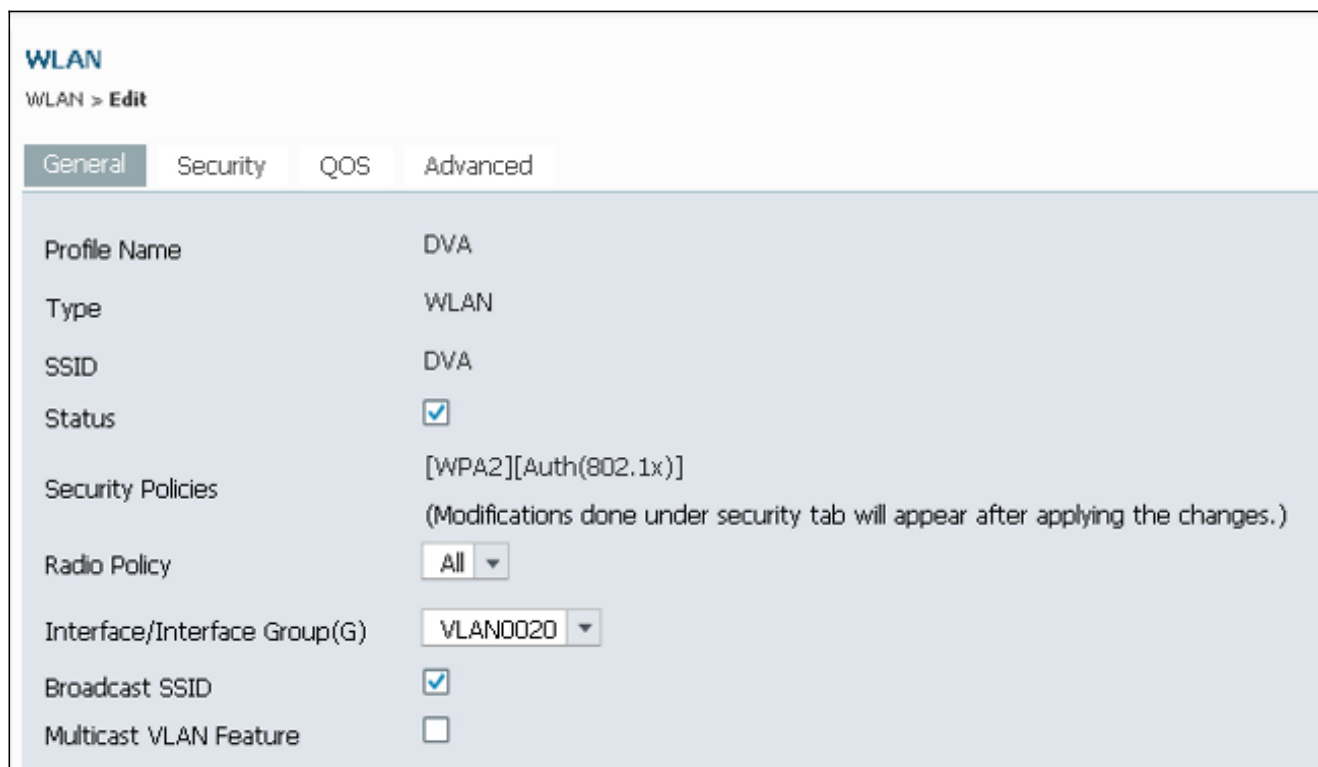 WLAN
WLAN > Edit
General Security QOS Advanced
Profile Name DVA
Type WLAN
SSID DVA
Status
Security Policies [WPA2][Auth(802.1x)]
(Modifications done under security tab will appear after applying the changes.)
Radio Policy All
Interface/Interface Group(G) VLAN0020
Broadcast SSID
Multicast VLAN Feature